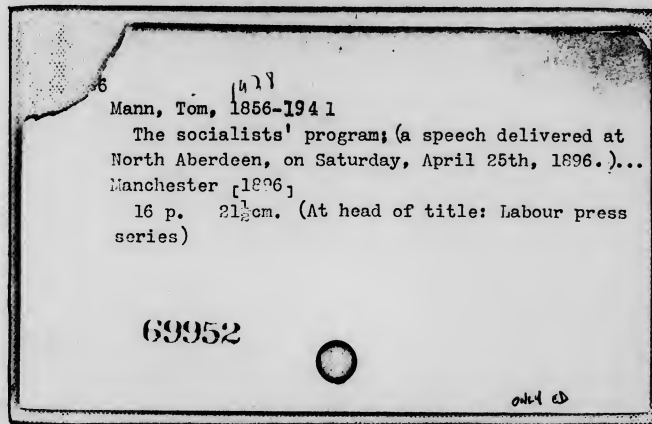 Mann, Tom, 1856-1941
The socialists' program; (a speech delivered at
North Aberdeen, on Saturday, April 25th, 1896.)...
Manchester [1896]
16 p. 21½cm. (At head of title: Labour press
series)
69952
ONLY ED